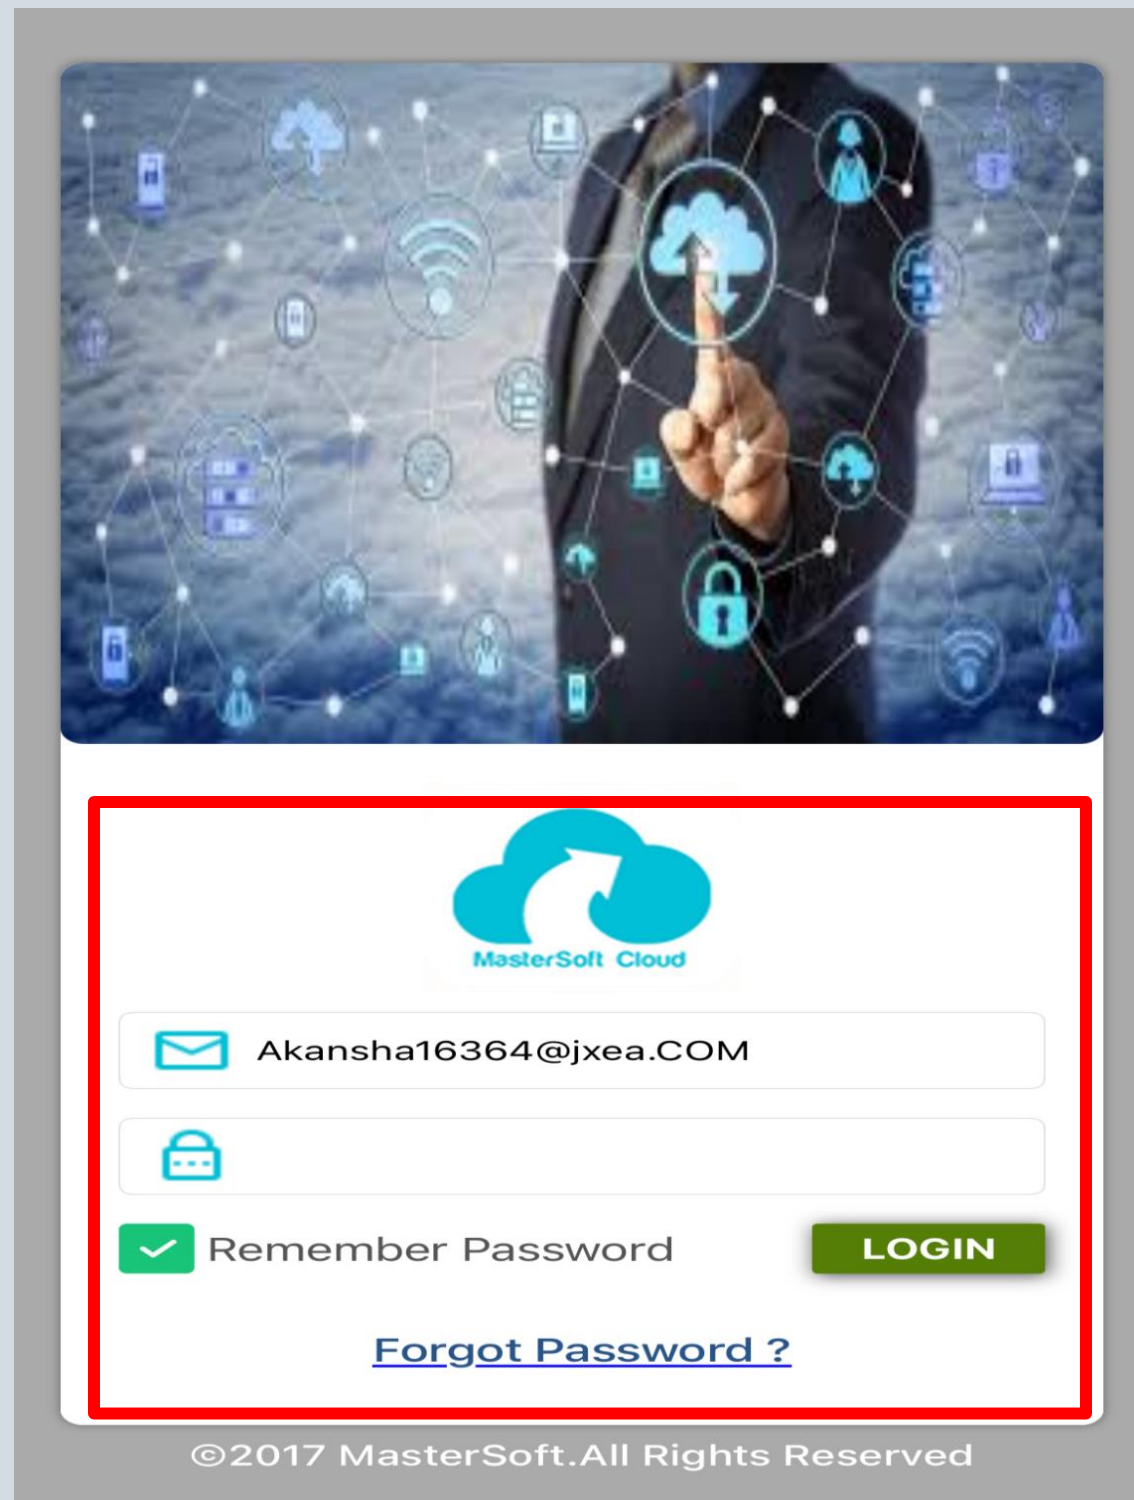 MasterSoft Cloud
Akansha16364@jxea.COM
Remember Password
LOGIN
Forgot Password ?
©2017 MasterSoft.All Rights Reserved